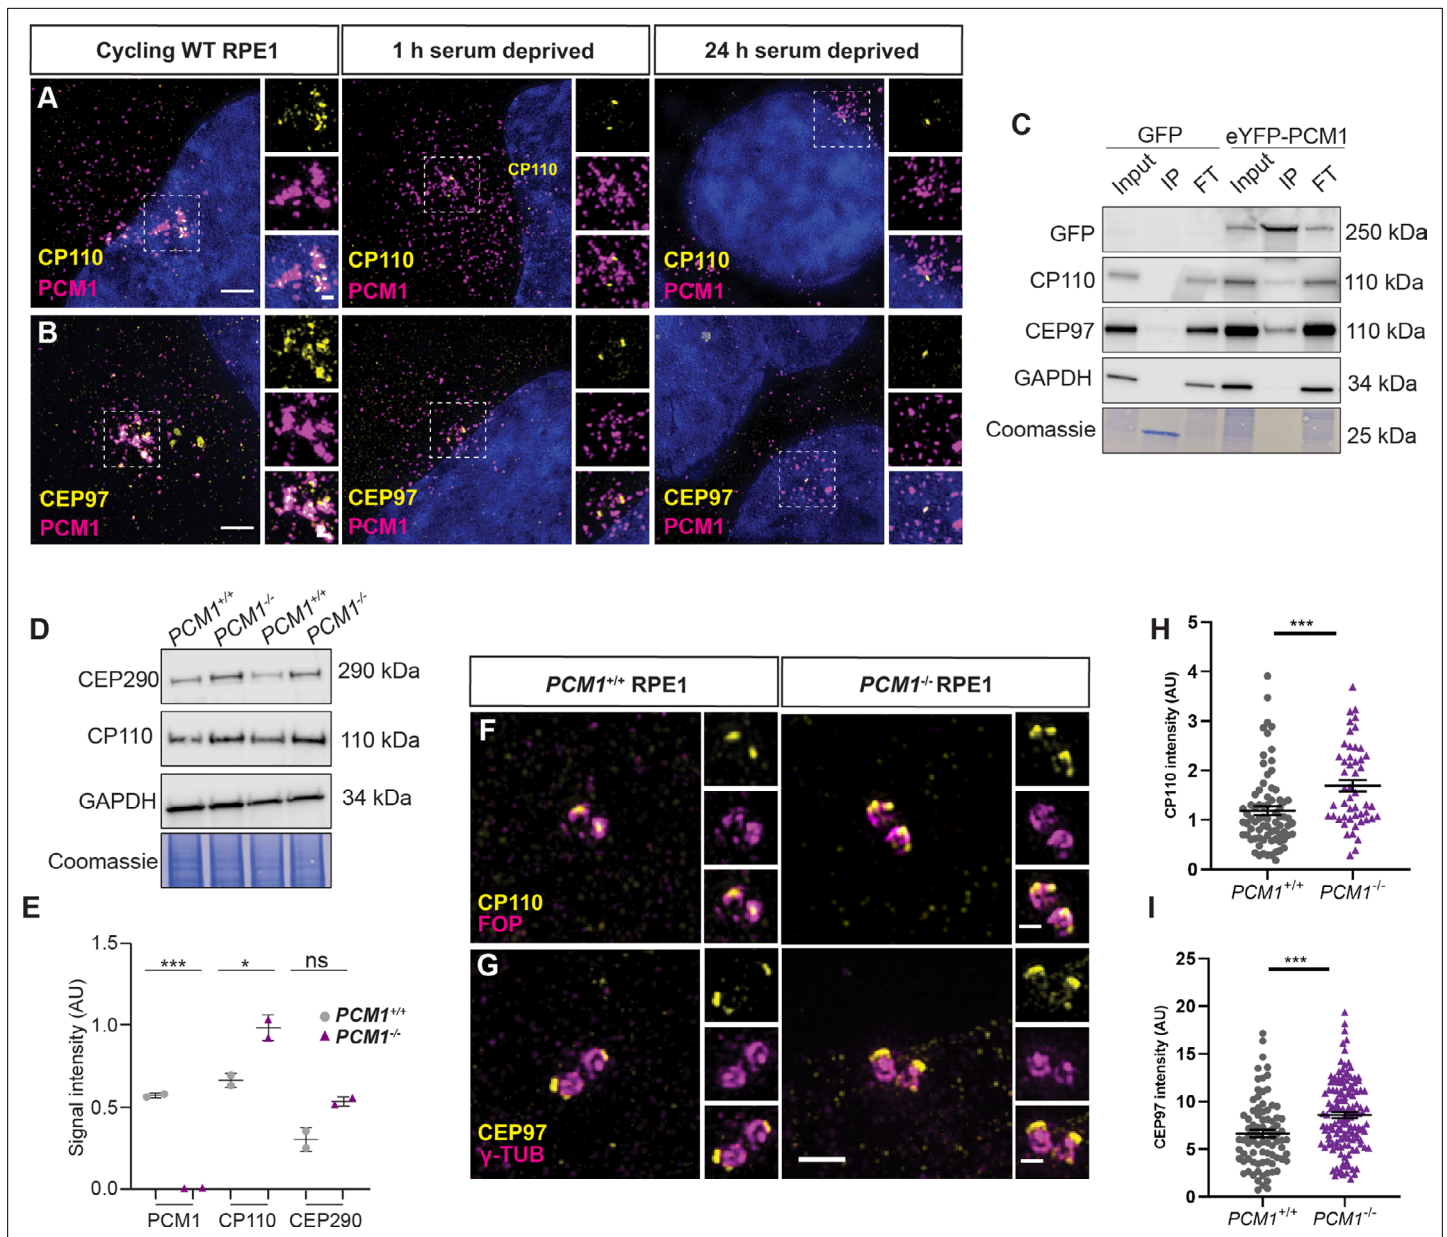 Cycling WT RPE1
1 h serum deprived
24 h serum deprived
A
CP110
PCM1
CP110
CP110
PCM1
CP110
PCM1
B
CEP97
PCM1
CEP97
PCM1
CEP97
PCM1
C
GFP
eYFP-PCM1
Input
IP
FT
Input
IP
FT
GFP
250 kDa
CP110
110 kDa
CEP97
110 kDa
GAPDH
34 kDa
Coomassie
25 kDa
D
PCM1+/+
PCM1-/-
PCM1+/+
PCM1-/-
CEP290
290 kDa
CP110
110 kDa
GAPDH
34 kDa
Coomassie
E
Signal intensity (AU)
1.5
1.0
0.5
0.0
***
*
ns
PCM1+/+
PCM1-/-
PCM1
CP110
CEP290
PCM1+/+ RPE1
PCM1-/- RPE1
F
CP110
FOP
G
CEP97
γ-TUB
H
CP110 intensity (AU)
5
4
3
2
1
0
***
PCM1+/+
PCM1-/-
I
CEP97 intensity (AU)
25
20
15
10
5
0
***
PCM1+/+
PCM1-/-